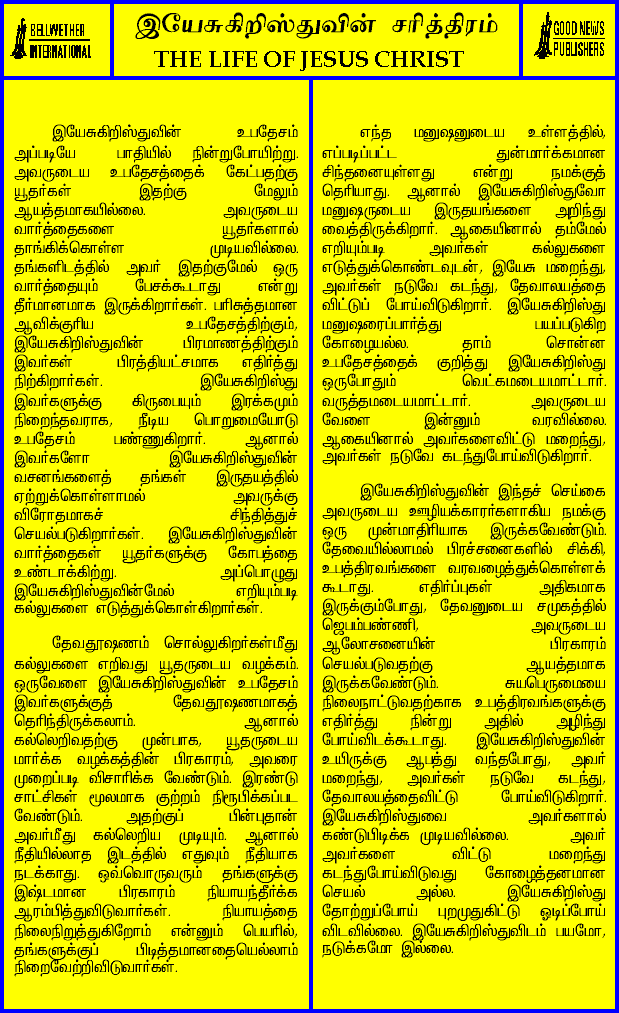 BELLWETHER
INTERNATIONAL
இயேசுகிறிஸ்துவின் சரித்திரம்
THE LIFE OF JESUS CHRIST
GOOD NEWS
PUBLISHERS
இயேசுகிறிஸ்துவின் உபதேசம்
அப்படியே பாதியில் நின்றுபோயிற்று.
அவருடைய உபதேசத்தைக் கேட்பதற்கு
யூதர்கள் இதற்கு மேலும்
ஆயத்தமாகயில்லை. அவருடைய
வார்த்தைகளை யூதர்களால்
தாங்கிக்கொள்ள முடியவில்லை.
தங்களிடத்தில் அவர் இதற்குமேல் ஒரு
வார்த்தையும் பேசக்கூடாது என்று
தீர்மானமாக இருக்கிறார்கள். பரிசுத்தமான
ஆவிக்குரிய உபதேசத்திற்கும்,
இயேசுகிறிஸ்துவின் பிரமாணத்திற்கும்
இவர்கள் பிரத்தியட்சமாக எதிர்த்து
நிற்கிறார்கள். இயேசுகிறிஸ்து
இவர்களுக்கு கிருபையும் இரக்கமும்
நிறைந்தவராக, நீடிய பொறுமையோடு
உபதேசம் பண்ணுகிறார். ஆனால்
இவர்களோ இயேசுகிறிஸ்துவின்
வசனங்களைத் தங்கள் இருதயத்தில்
ஏற்றுக்கொள்ளாமல் அவருக்கு
விரோதமாகச் சிந்தித்துச்
செயல்படுகிறார்கள். இயேசுகிறிஸ்துவின்
வார்த்தைகள் யூதர்களுக்கு கோபத்தை
உண்டாக்கிற்று. அப்பொழுது
இயேசுகிறிஸ்துவின்மேல் எறியும்படி
கல்லுகளை எடுத்துக்கொள்கிறார்கள்.
தேவதூஷணம் சொல்லுகிறர்கள்மீது
கல்லுகளை எறிவது யூதருடைய வழக்கம்.
ஒருவேளை இயேசுகிறிஸ்துவின் உபதேசம்
இவர்களுக்குத் தேவதூஷணமாகத்
தெரிந்திருக்கலாம். ஆனால்
கல்லெறிவதற்கு முன்பாக, யூதருடைய
மார்க்க வழக்கத்தின் பிரகாரம், அவரை
முறைப்படி விசாரிக்க வேண்டும். இரண்டு
சாட்சிகள் மூலமாக குற்றம் நிரூபிக்கப்பட
வேண்டும். அதற்குப் பின்புதான்
அவர்மீது கல்லெறிய முடியும். ஆனால்
நீதியில்லாத இடத்தில் எதுவும் நீதியாக
நடக்காது. ஒவ்வொருவரும் தங்களுக்கு
இஷ்டமான பிரகாரம் நியாயந்தீர்க்க
ஆரம்பித்துவிடுவார்கள். நியாயத்தை
நிலைநிறுத்துகிறோம் என்னும் பெயரில்,
தங்களுக்குப் பிடித்தமானதையெல்லாம்
நிறைவேற்றிவிடுவார்கள்.
எந்த மனுஷனுடைய உள்ளத்தில்,
எப்படிப்பட்ட துன்மார்க்கமான
சிந்தனையுள்ளது என்று நமக்குத்
தெரியாது. ஆனால் இயேசுகிறிஸ்துவோ
மனுஷருடைய இருதயங்களை அறிந்து
வைத்திருக்கிறார். ஆகையினால் தம்மேல்
எறியும்படி அவர்கள் கல்லுகளை
எடுத்துக்கொண்டவுடன், இயேசு மறைந்து,
அவர்கள் நடுவே கடந்து, தேவாலயத்தை
விட்டுப் போய்விடுகிறார். இயேசுகிறிஸ்து
மனுஷரைப்பார்த்து பயப்படுகிற
கோழையல்ல. தாம் சொன்ன
உபதேசத்தைக் குறித்து இயேசுகிறிஸ்து
ஒருபோதும் வெட்கமடையமாட்டார்.
வருத்தமடையமாட்டார். அவருடைய
வேளை இன்னும் வரவில்லை.
ஆகையினால் அவர்களைவிட்டு மறைந்து,
அவர்கள் நடுவே கடந்துபோய்விடுகிறார்.
இயேசுகிறிஸ்துவின் இந்தச் செய்கை
அவருடைய ஊழியக்காரர்களாகிய நமக்கு
ஒரு முன்மாதிரியாக இருக்கவேண்டும்.
தேவையில்லாமல் பிரச்சனைகளில் சிக்கி,
உபத்திரவங்களை வரவழைத்துக்கொள்ளக்
கூடாது. எதிர்ப்புகள் அதிகமாக
இருக்கும்போது, தேவனுடைய சமுகத்தில்
ஜெபம்பண்ணி, அவருடைய
ஆலோசனையின் பிரகாரம்
செயல்படுவதற்கு ஆயத்தமாக
இருக்கவேண்டும். சுயபெருமையை
நிலைநாட்டுவதற்காக உபத்திரவங்களுக்கு
எதிர்த்து நின்று அதில் அழிந்து
போய்விடக்கூடாது. இயேசுகிறிஸ்துவின்
உயிருக்கு ஆபத்து வந்தபோது, அவர்
மறைந்து, அவர்கள் நடுவே கடந்து,
தேவாலயத்தைவிட்டு போய்விடுகிறார்.
இயேசுகிறிஸ்துவை அவர்களால்
கண்டுபிடிக்க முடியவில்லை. அவர்
அவர்களை விட்டு மறைந்து
கடந்துபோய்விடுவது கோழைத்தனமான
செயல் அல்ல. இயேசுகிறிஸ்து
தோற்றுப்போய் புறமுதுகிட்டு ஓடிப்போய்
விடவில்லை. இயேசுகிறிஸ்துவிடம் பயமோ,
நடுக்கமோ இல்லை.